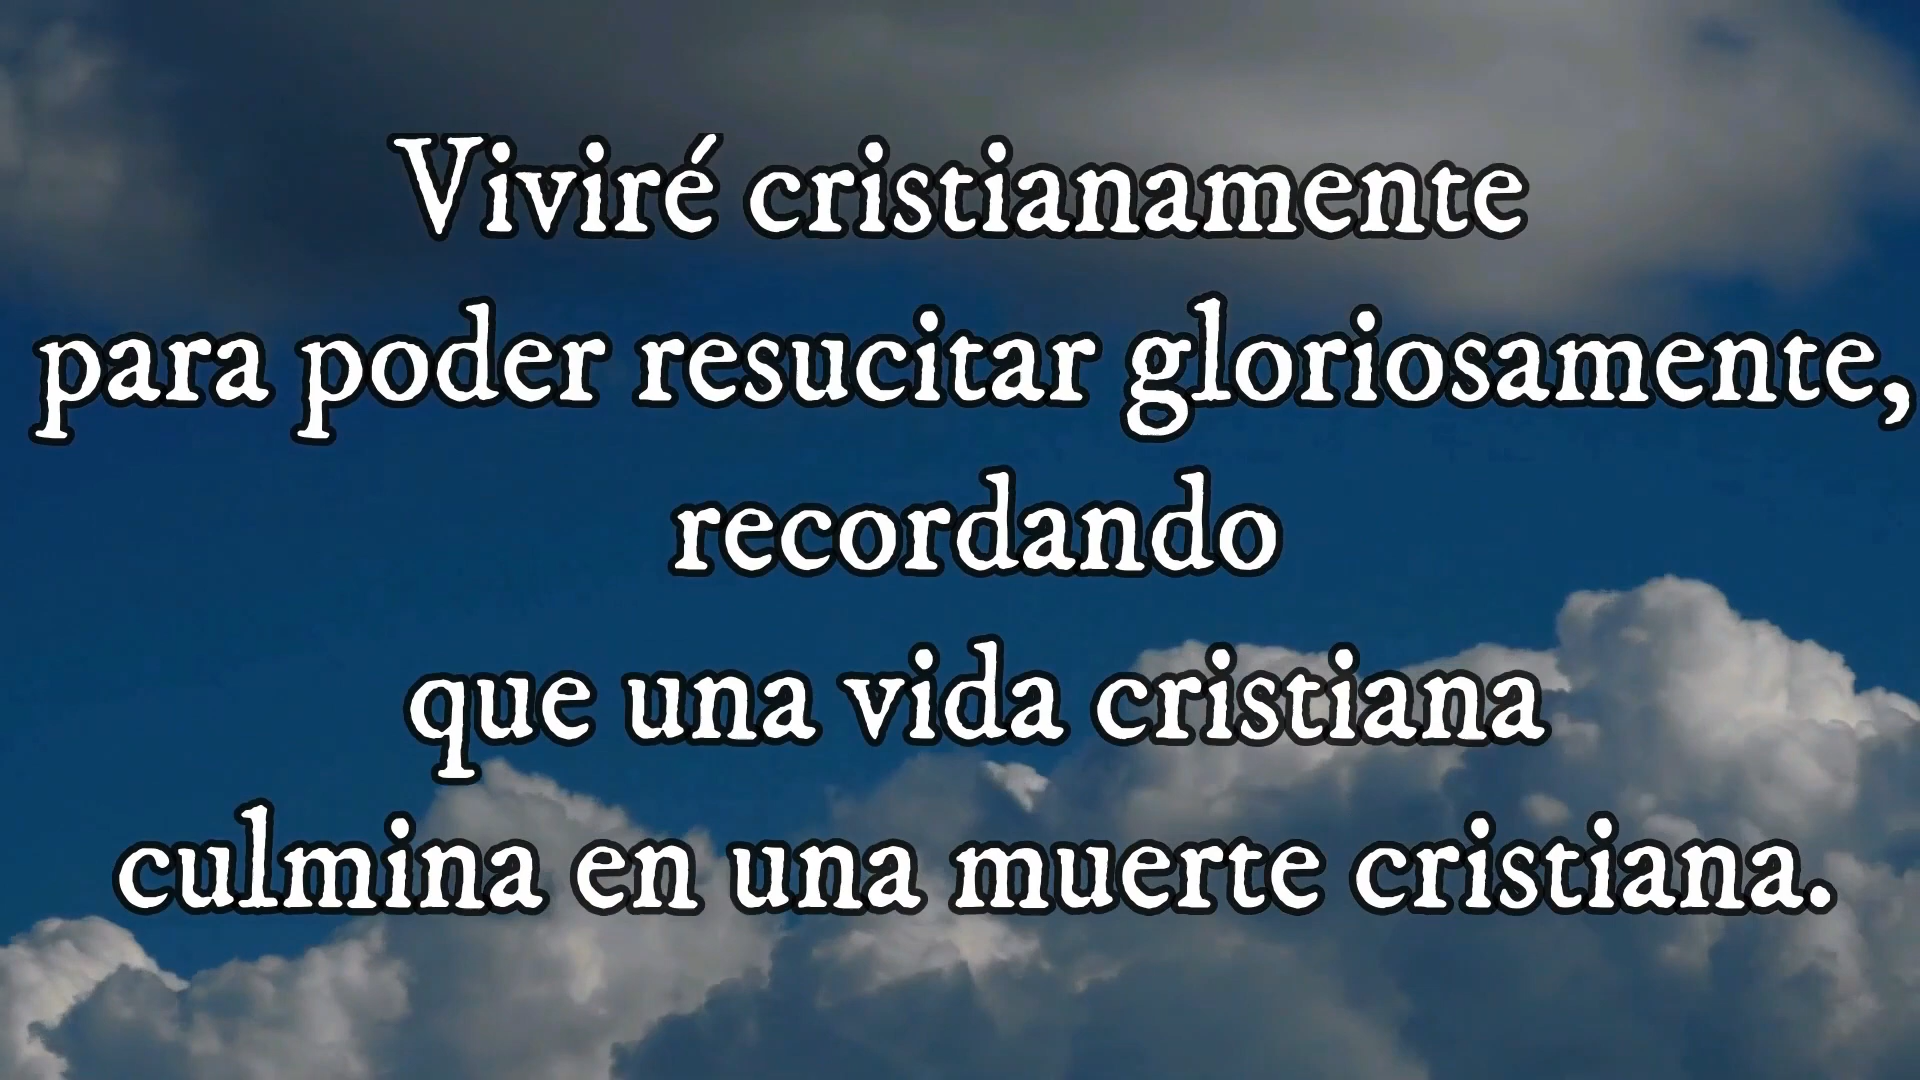 Viviré cristianamente
para poder resucitar gloriosamente,
recordando
que una vida cristiana
culmina en una muerte cristiana.